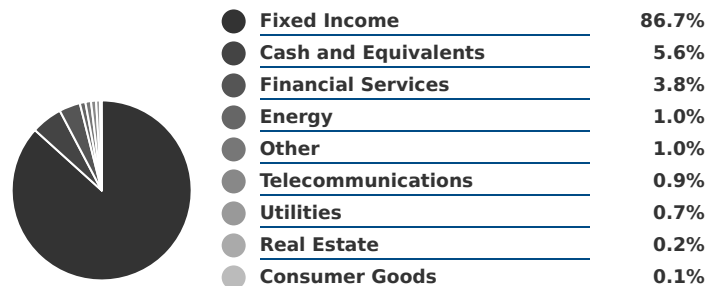 Fixed Income 86.7%
Cash and Equivalents 5.6%
Financial Services 3.8%
Energy 1.0%
Other 1.0%
Telecommunications 0.9%
Utilities 0.7%
Real Estate 0.2%
Consumer Goods 0.1%